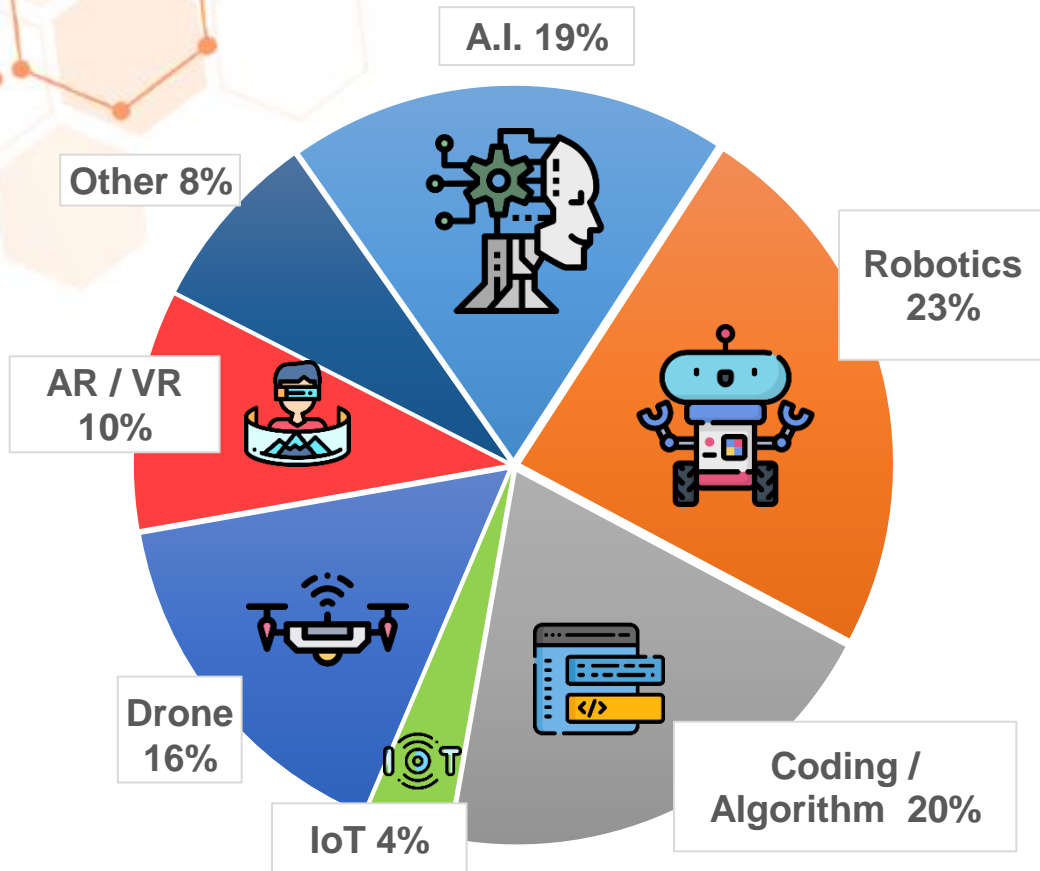 A.I. 19%
Other 8%
Robotics
23%
AR / VR
10%
Drone
16%
I T
</>
Coding /
Algorithm 20%
IoT 4%